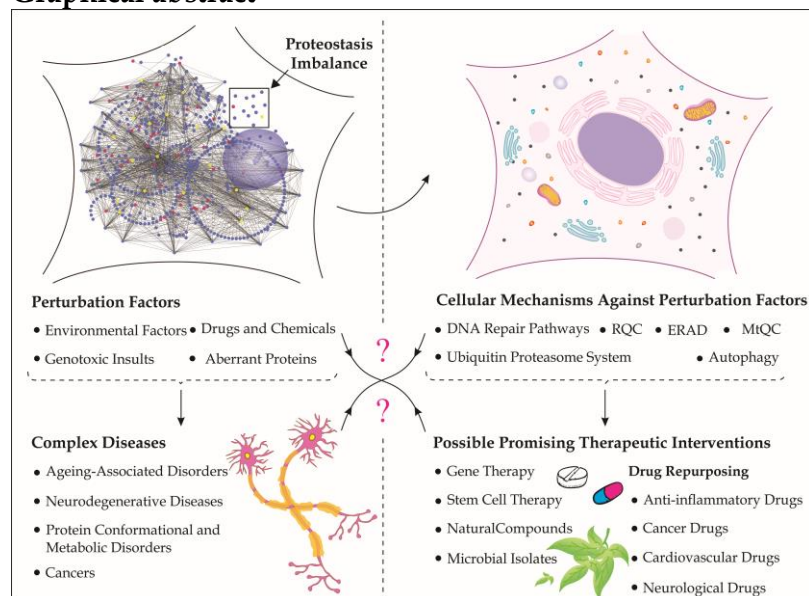 Graphical abstract
Proteostasis
Imbalance
Perturbation Factors
• Environmental Factors • Drugs and Chemicals
• Genotoxic Insults • Aberrant Proteins
Cellular Mechanisms Against Perturbation Factors
• DNA Repair Pathways • RQC • ERAD • MtQC
• Ubiquitin Proteasome System • Autophagy
?
?
Complex Diseases
• Ageing-Associated Disorders
• Neurodegenerative Diseases
• Protein Conformational and
Metabolic Disorders
• Cancers
Possible Promising Therapeutic Interventions
• Gene Therapy
• Stem Cell Therapy
• NaturalCompounds
• Microbial Isolates
Drug Repurposing
• Anti-inflammatory Drugs
• Cancer Drugs
• Cardiovascular Drugs
• Neurological Drugs